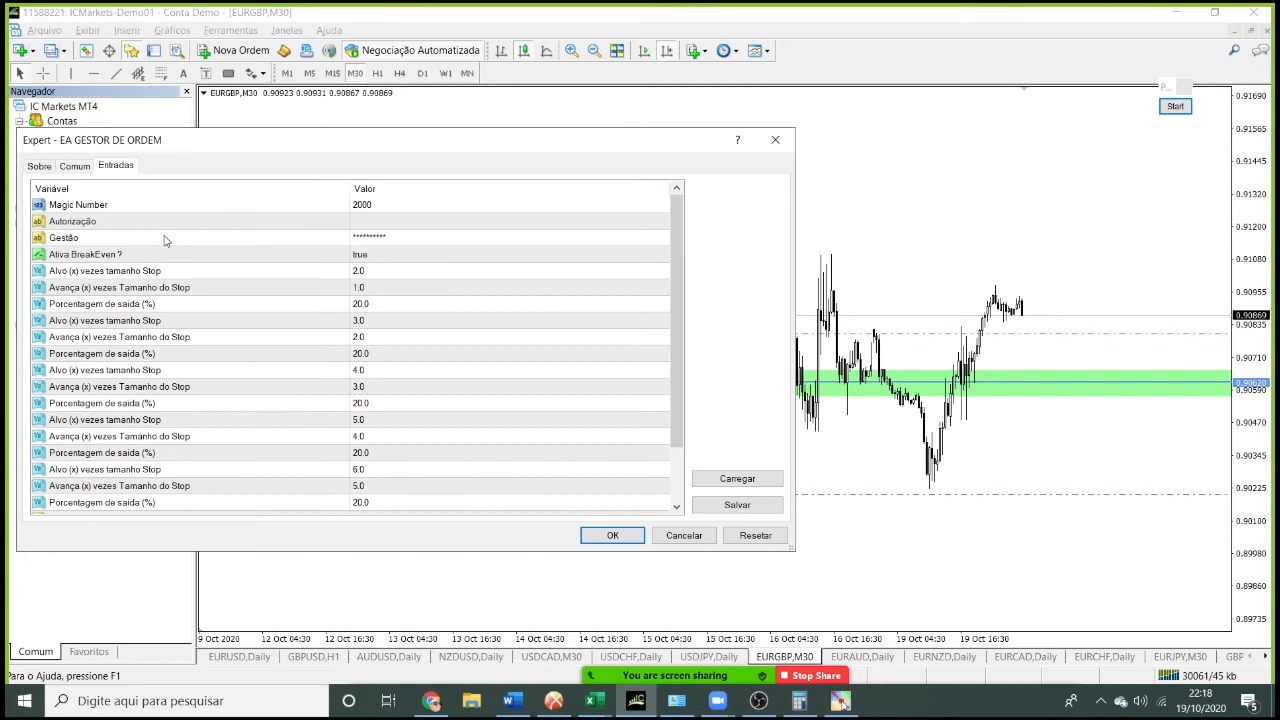 11588221: ICMarkets-Demo01 - Conta Demo - [EURGBP,M30]
Arquivo Exibir Inserir Gráficos Ferramentas Janelas Ajuda
Nova Ordem Negociação Automatizada
M1 M5 M15 M30 H1 H4 D1 W1 MN
Navegador
IC Markets MT4
Contas
EURGBP,M30 0.90923 0.90931 0.90867 0.90869
P...
Start
Expert - EA GESTOR DE ORDEM
Sobre Comum Entradas
Variável Valor
Magic Number 2000
Autorização
Gestão **********
Ativa BreakEven ? true
Alvo (x) vezes tamanho Stop 2.0
Avança (x) vezes Tamanho do Stop 1.0
Porcentagem de saida (%) 20.0
Alvo (x) vezes tamanho Stop 3.0
Avança (x) vezes Tamanho do Stop 2.0
Porcentagem de saida (%) 20.0
Alvo (x) vezes tamanho Stop 4.0
Avança (x) vezes Tamanho do Stop 3.0
Porcentagem de saida (%) 20.0
Alvo (x) vezes tamanho Stop 5.0
Avança (x) vezes Tamanho do Stop 4.0
Porcentagem de saida (%) 20.0
Alvo (x) vezes tamanho Stop 6.0
Avança (x) vezes Tamanho do Stop 5.0
Porcentagem de saida (%) 20.0
Carregar
Salvar
OK Cancelar Resetar
0.91690
0.91565
0.91445
0.91320
0.91200
0.91080
0.90955
0.90869
0.90835
0.90710
0.90620
0.90590
0.90470
0.90345
0.90225
0.90100
0.89980
0.89860
0.89735
9 Oct 2020 12 Oct 04:30 12 Oct 16:30 13 Oct 04:30 13 Oct 16:30 14 Oct 04:30 14 Oct 16:30 15 Oct 04:30 15 Oct 16:30 16 Oct 04:30 16 Oct 16:30 19 Oct 04:30 19 Oct 16:30
Comum Favoritos
EURUSD,Daily GBPUSD,H1 AUDUSD,Daily NZDUSD,Daily USDCAD,M30 USDCHF,Daily USDJPY,Daily EURGBP,M30 EURAUD,Daily EURNZD,Daily EURCAD,Daily EURCHF,Daily EURJPY,M30 GBP
Para o Ajuda, pressione F1
You are screen sharing Stop Share
30061/45 kb
Digite aqui para pesquisar
22:18
19/10/2020
5